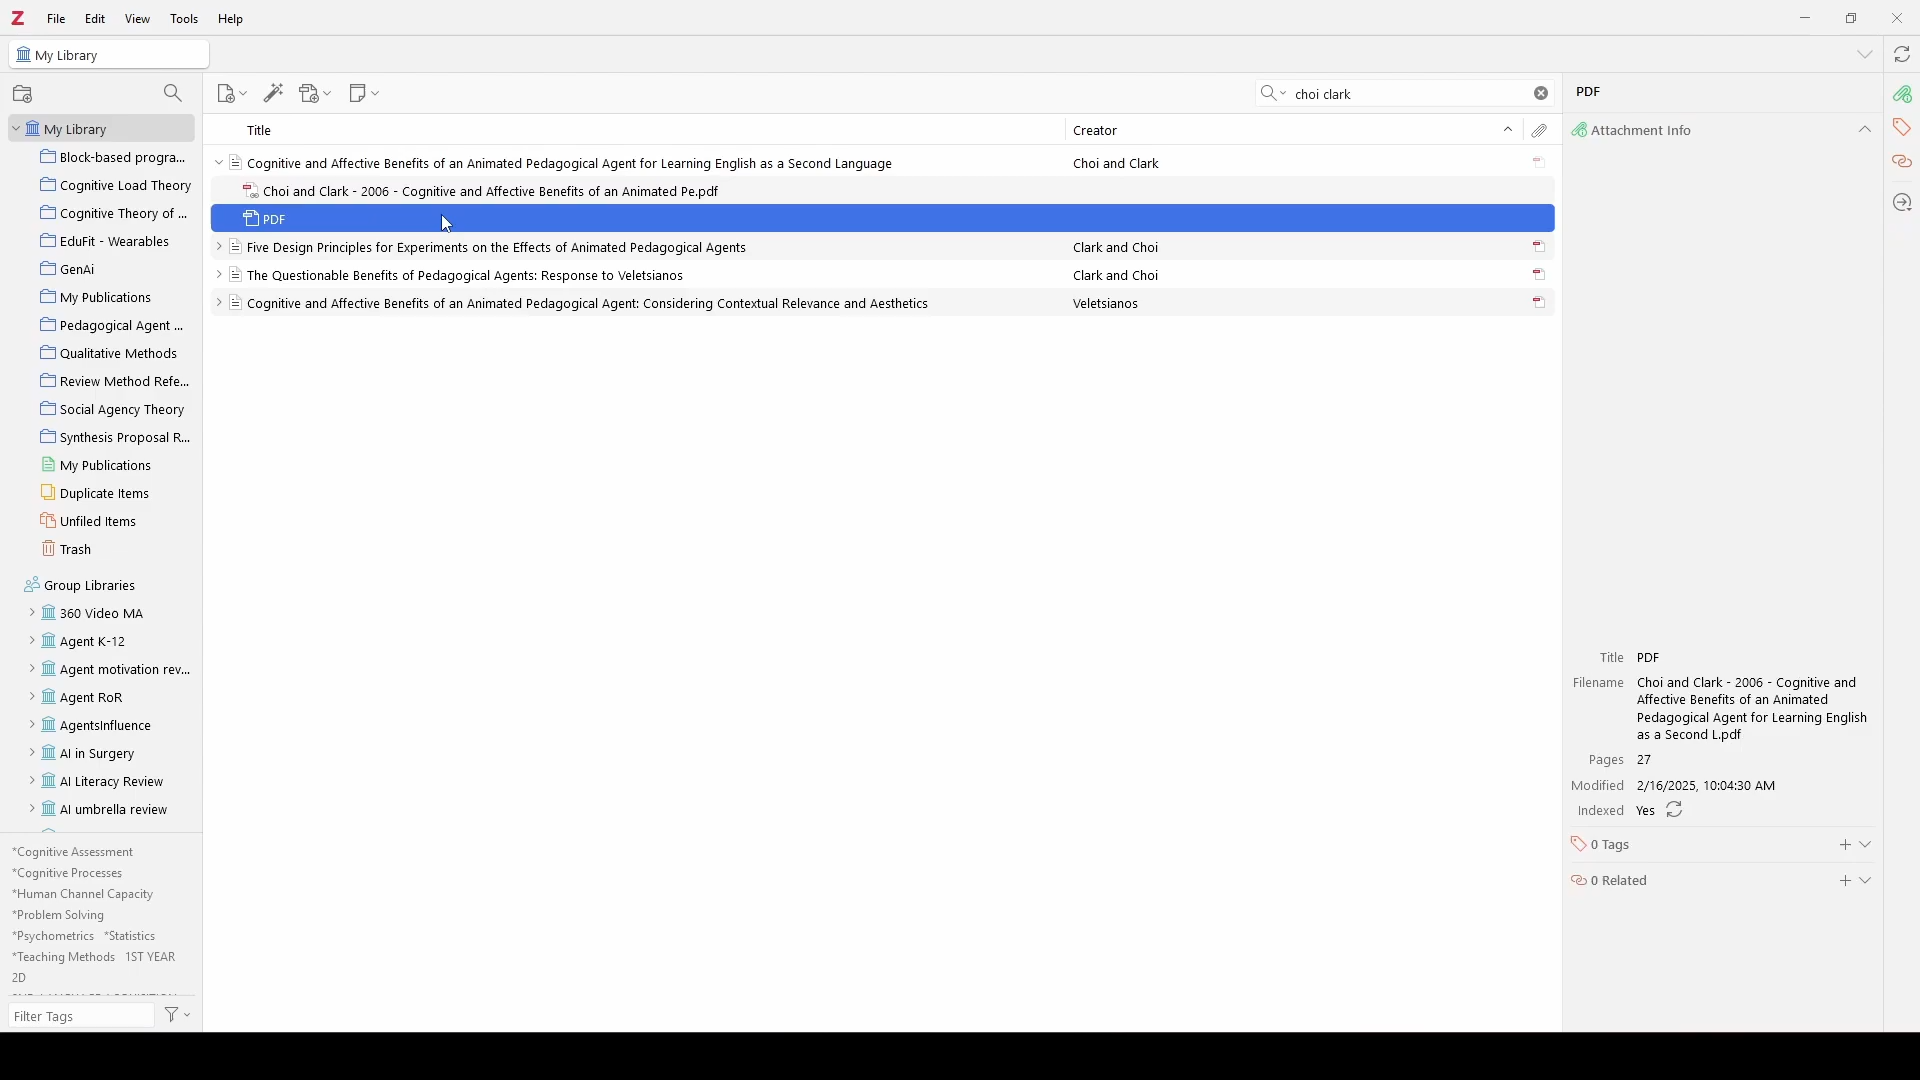 Z File Edit View Tools Help
My Library
choi clark
My Library
Block-based progra...
Cognitive Load Theory
Cognitive Theory of ...
EduFit - Wearables
GenAi
My Publications
Pedagogical Agent ...
Qualitative Methods
Review Method Refe...
Social Agency Theory
Synthesis Proposal R...
My Publications
Duplicate Items
Unfiled Items
Trash
Group Libraries
360 Video MA
Agent K-12
Agent motivation rev...
Agent RoR
AgentsInfluence
AI in Surgery
AI Literacy Review
AI umbrella review
*Cognitive Assessment
*Cognitive Processes
*Human Channel Capacity
*Problem Solving
*Psychometrics *Statistics
*Teaching Methods 1ST YEAR
2D
Filter Tags
Title Creator
Cognitive and Affective Benefits of an Animated Pedagogical Agent for Learning English as a Second Language Choi and Clark
Choi and Clark - 2006 - Cognitive and Affective Benefits of an Animated Pe.pdf
PDF
Five Design Principles for Experiments on the Effects of Animated Pedagogical Agents Clark and Choi
The Questionable Benefits of Pedagogical Agents: Response to Veletsianos Clark and Choi
Cognitive and Affective Benefits of an Animated Pedagogical Agent: Considering Contextual Relevance and Aesthetics Veletsianos
PDF
Attachment Info
Title PDF
Filename Choi and Clark - 2006 - Cognitive and
Affective Benefits of an Animated
Pedagogical Agent for Learning English
as a Second L.pdf
Pages 27
Modified 2/16/2025, 10:04:30 AM
Indexed Yes
0 Tags
0 Related